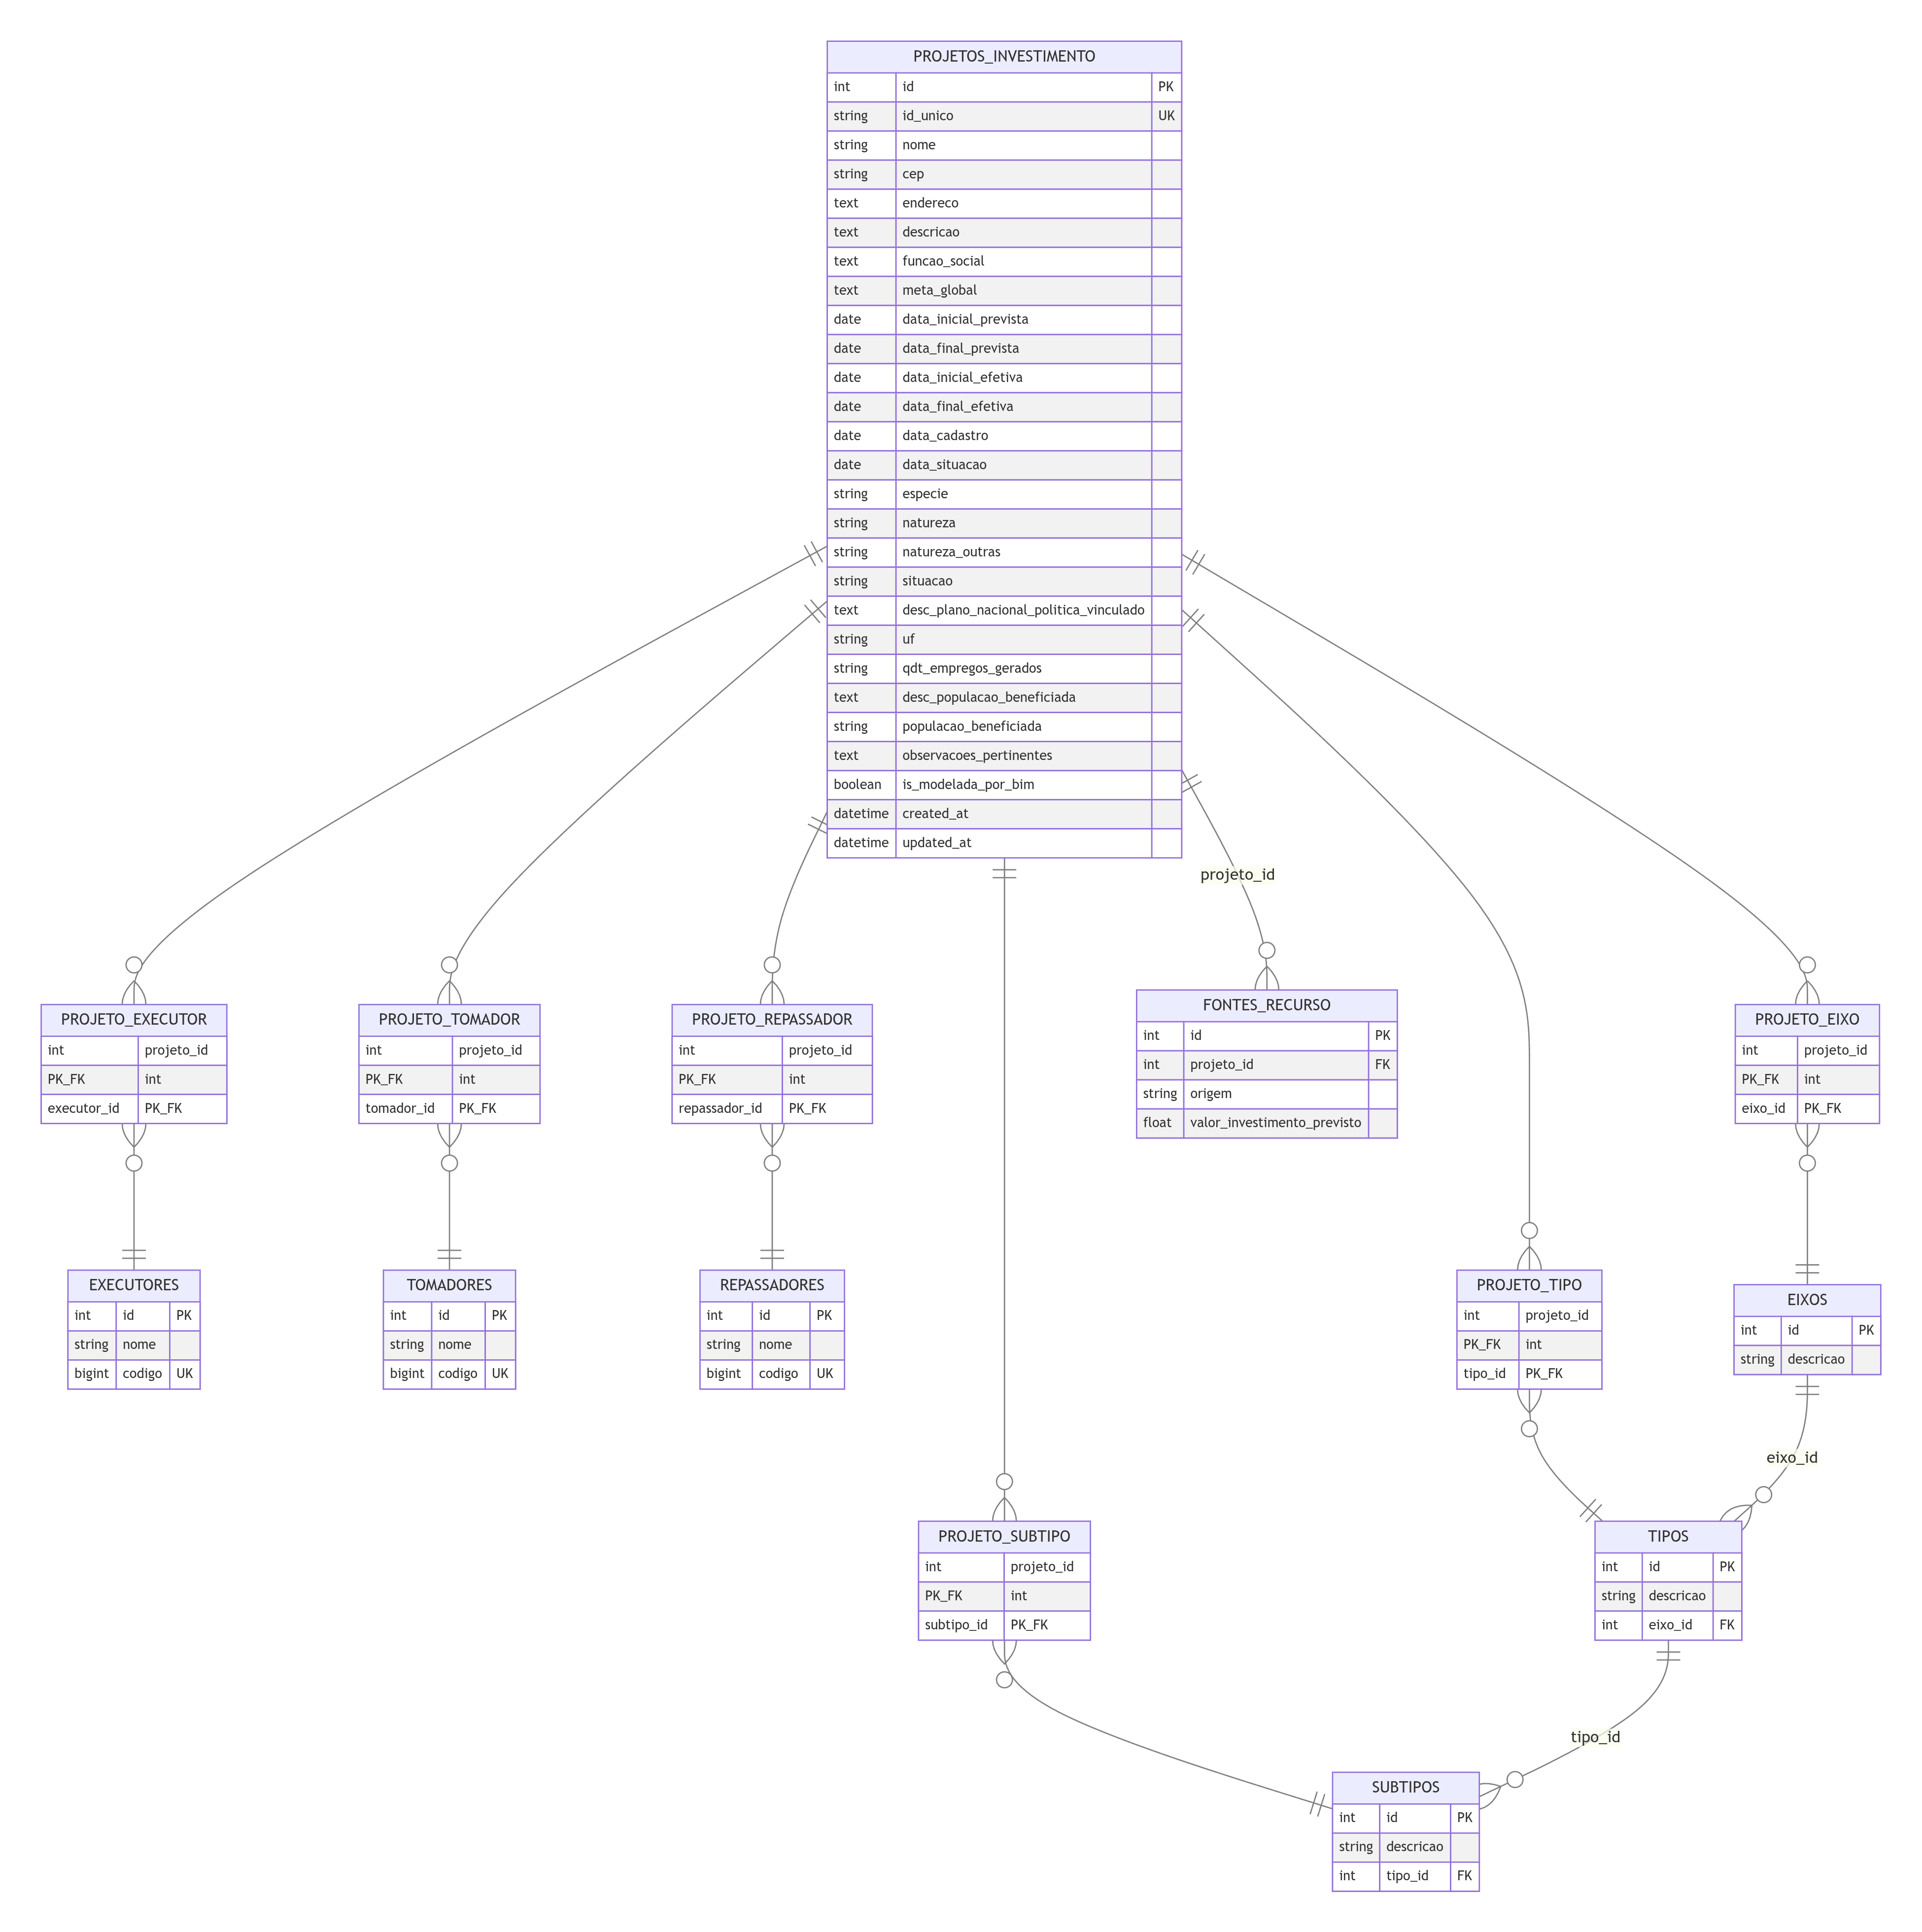 PROJETOS_INVESTIMENTO
int id PK
string id_unico UK
string nome
string cep
text endereco
text descricao
text funcao_social
text meta_global
date data_inicial_prevista
date data_final_prevista
date data_inicial_efetiva
date data_final_efetiva
date data_cadastro
date data_situacao
string especie
string natureza
string natureza_outras
string situacao
text desc_plano_nacional_politica_vinculado
string uf
string qdt_empregos_gerados
text desc_populacao_beneficiada
string populacao_beneficiada
text observacoes_pertinentes
boolean is_modelada_por_bim
datetime created_at
datetime updated_at
projeto_id
PROJETO_EXECUTOR
int projeto_id
PK_FK int
executor_id PK_FK
PROJETO_TOMADOR
int projeto_id
PK_FK int
tomador_id PK_FK
PROJETO_REPASSADOR
int projeto_id
PK_FK int
repassador_id PK_FK
FONTES_RECURSO
int id PK
int projeto_id FK
string origem
float valor_investimento_previsto
PROJETO_EIXO
int projeto_id
PK_FK int
eixo_id PK_FK
EXECUTORES
int id PK
string nome
bigint codigo UK
TOMADORES
int id PK
string nome
bigint codigo UK
REPASSADORES
int id PK
string nome
bigint codigo UK
PROJETO_TIPO
int projeto_id
PK_FK int
tipo_id PK_FK
EIXOS
int id PK
string descricao
eixo_id
PROJETO_SUBTIPO
int projeto_id
PK_FK int
subtipo_id PK_FK
TIPOS
int id PK
string descricao
int eixo_id FK
tipo_id
SUBTIPOS
int id PK
string descricao
int tipo_id FK